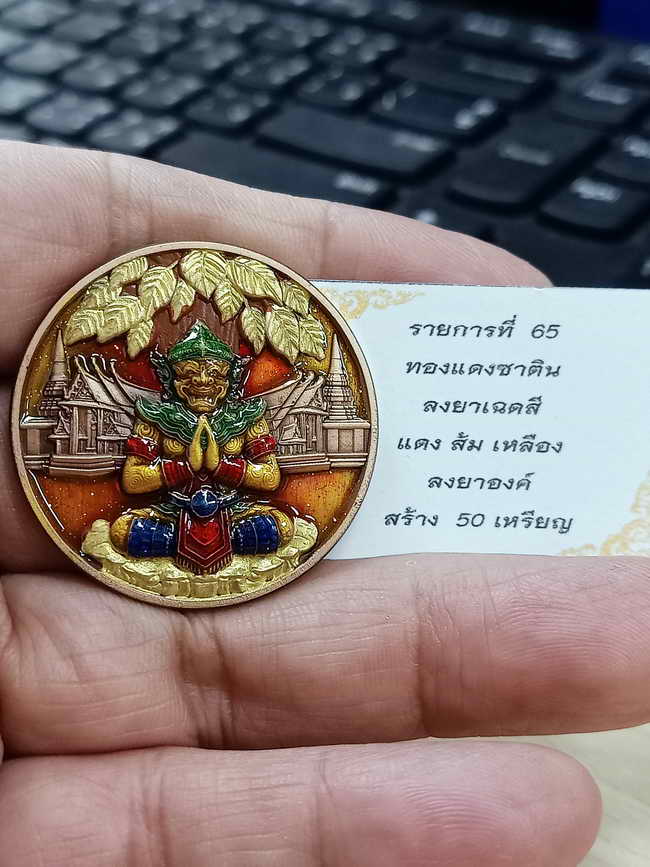 รายการที่ 65
ทองแดงซาติน
ลงยาเฉดสี
แดง ส้ม เหลือง
ลงยาองค์
สร้าง 50 เหรียญ